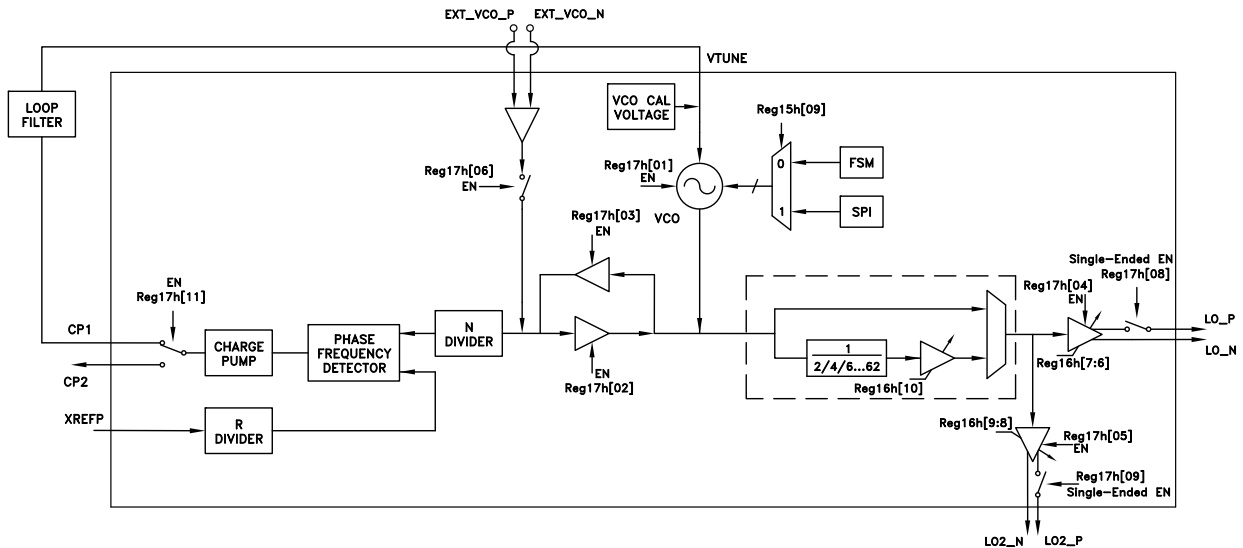 EXT_VCO_P
EXT_VCO_N
VTUNE
LOOP
FILTER
VCO CAL
VOLTAGE
Reg15h[09]
Reg17h[06]
EN
Reg17h[01]
EN
0
FSM
1
SPI
VCO
Reg17h[03]
EN
Single-Ended EN
Reg17h[08]
Reg17h[04]
EN
EN
Reg17h[11]
CP1
CP2
CHARGE
PUMP
PHASE
FREQUENCY
DETECTOR
N
DIVIDER
EN
Reg17h[02]
1
2/4/6...62
Reg16h[10]
LO_P
LO_N
Reg16h[7:6]
XREFP
R
DIVIDER
Reg16h[9:8]
Reg17h[05]
EN
Reg17h[09]
Single-Ended EN
LO2_N
LO2_P